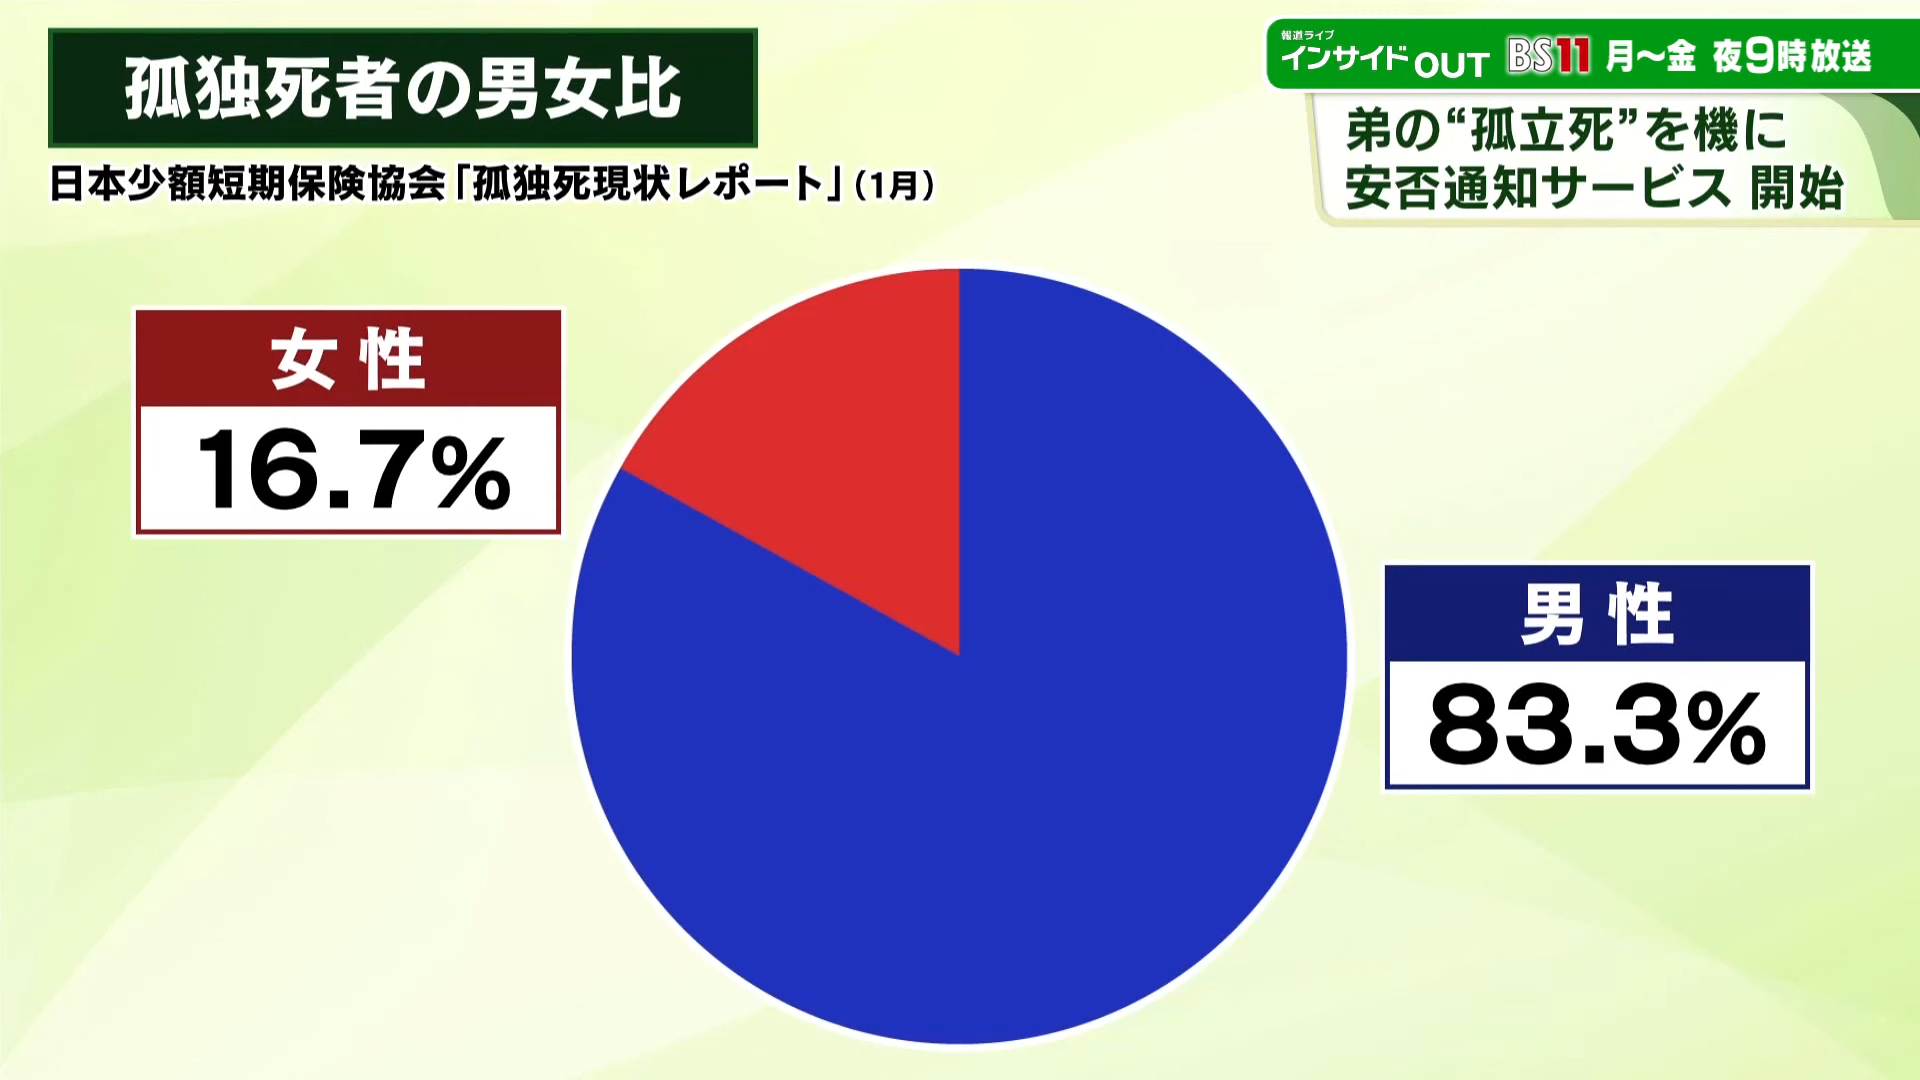 孤独死者の男女比
日本少額短期保険協会「孤独死現状レポート」（1月）
報道ライブ
インサイドOUT BS11 月～金 夜9時放送
弟の“孤立死”を機に
安否通知サービス 開始
女性
16.7%
男性
83.3%